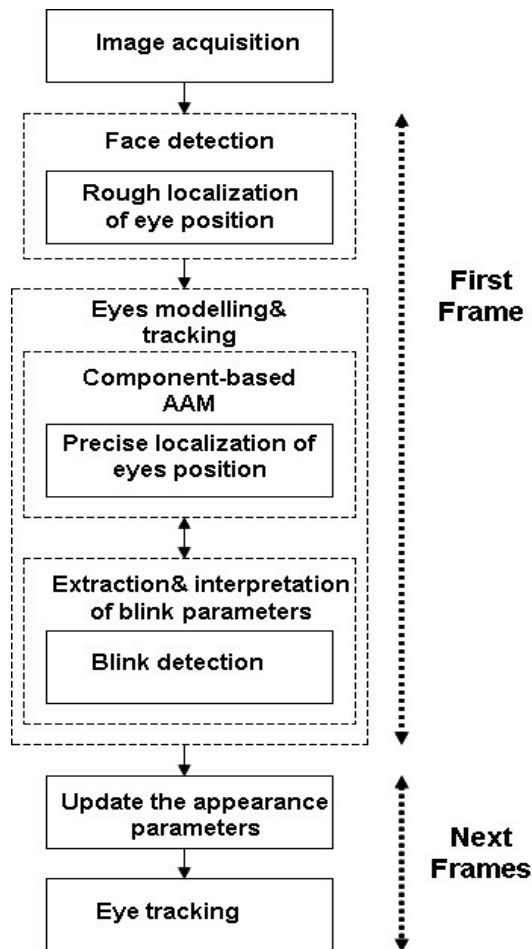 Image acquisition
Face detection
Rough localization
of eye position
Eyes modelling&
tracking
Component-based
AAM
Precise localization of
eyes position
Extraction& interpretation
of blink parameters
Blink detection
First
Frame
Update the appearance
parameters
Eye tracking
Next
Frames